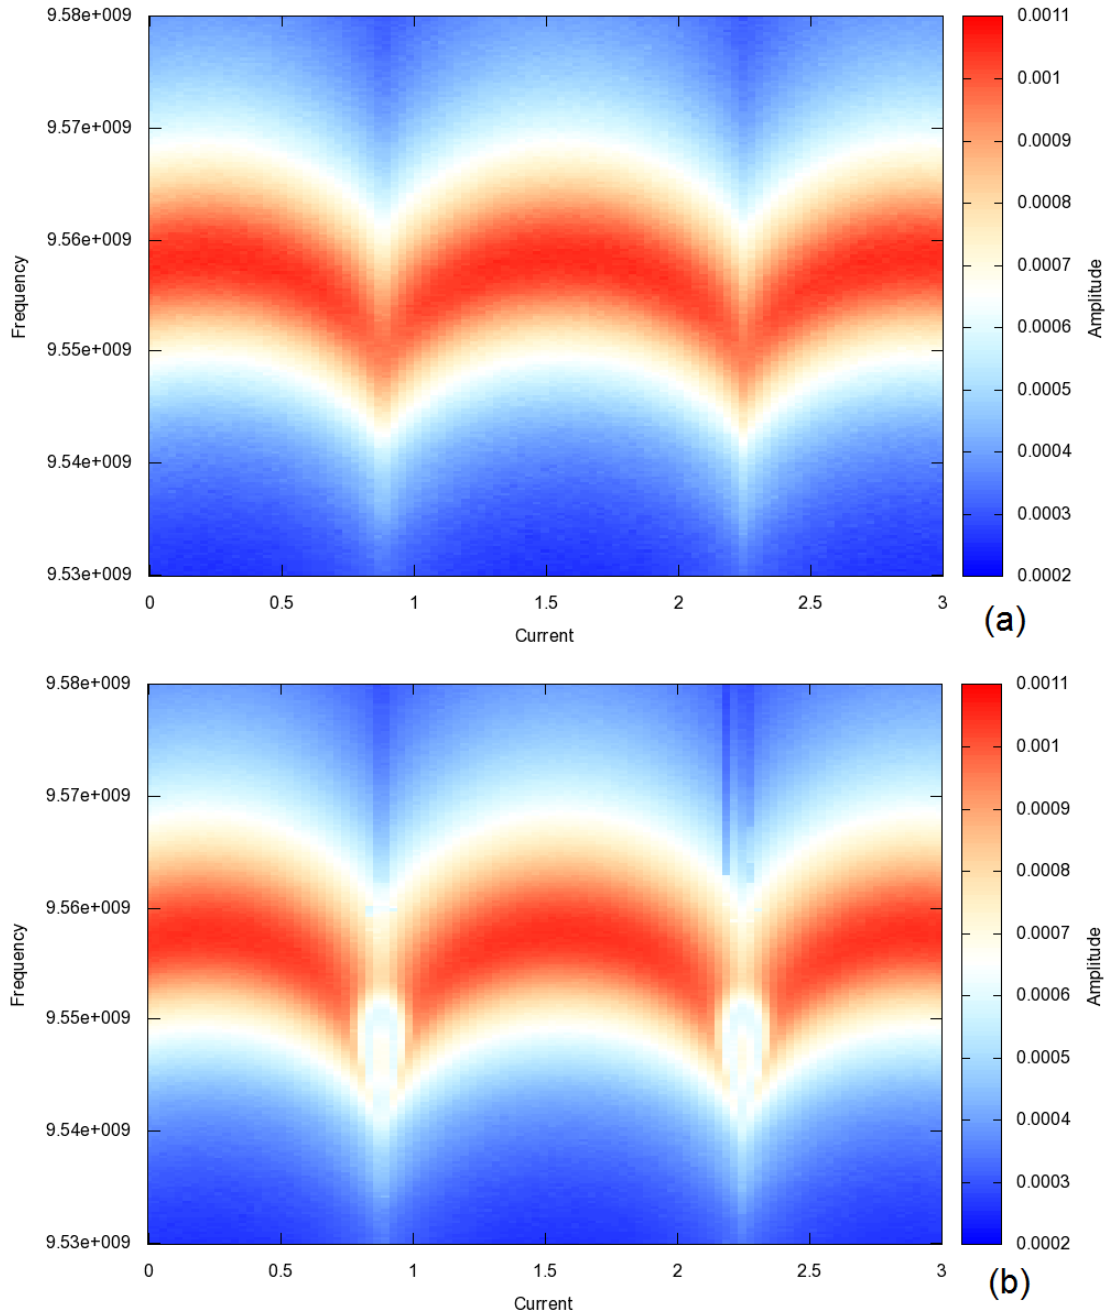 9.58e+009
9.57e+009
9.56e+009
9.55e+009
9.54e+009
9.53e+009
Frequency
0
0.5
1
1.5
2
2.5
3
Current
0.0011
0.001
0.0009
0.0008
0.0007
0.0006
0.0005
0.0004
0.0003
0.0002
Amplitude
(a)
9.58e+009
9.57e+009
9.56e+009
9.55e+009
9.54e+009
9.53e+009
Frequency
0
0.5
1
1.5
2
2.5
3
Current
0.0011
0.001
0.0009
0.0008
0.0007
0.0006
0.0005
0.0004
0.0003
0.0002
Amplitude
(b)